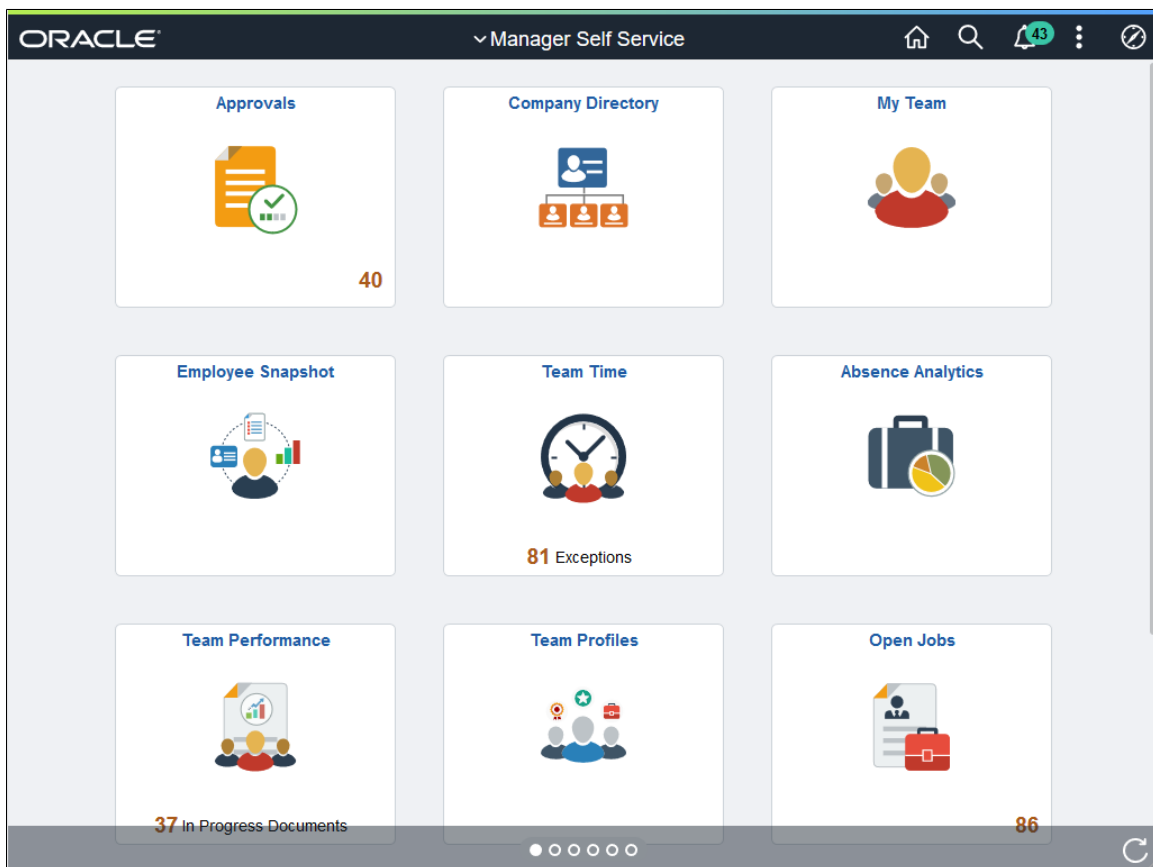 ORACLE
Manager Self Service
43
Approvals
40
Company Directory
My Team
Employee Snapshot
Team Time
81 Exceptions
Absence Analytics
Team Performance
37 In Progress Documents
Team Profiles
Open Jobs
86